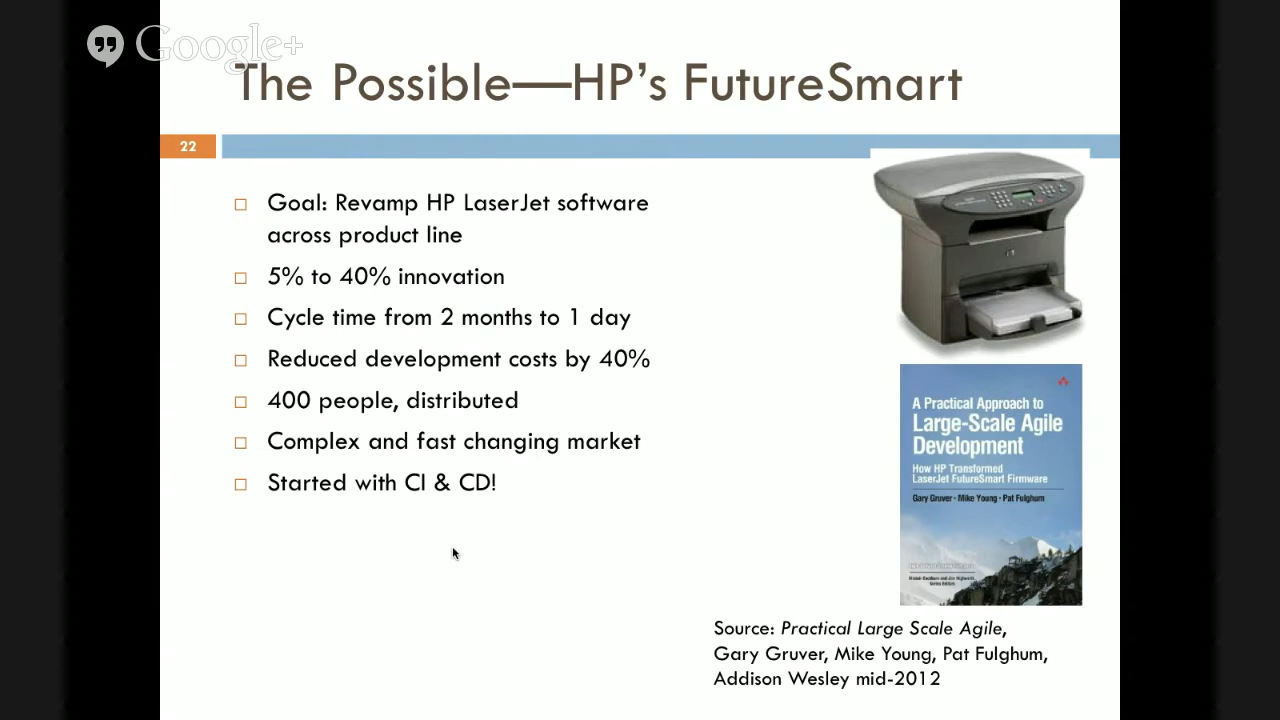 Google+
The Possible—HP's FutureSmart
22
Goal: Revamp HP LaserJet software
across product line
5% to 40% innovation
Cycle time from 2 months to 1 day
Reduced development costs by 40%
400 people, distributed
Complex and fast changing market
Started with CI & CD!
A Practical Approach to
Large-Scale Agile
Development
How HP Transformed
LaserJet FutureSmart Firmware
Gary Gruver • Mike Young • Pat Fulghum
Source: Practical Large Scale Agile,
Gary Gruver, Mike Young, Pat Fulghum,
Addison Wesley mid-2012